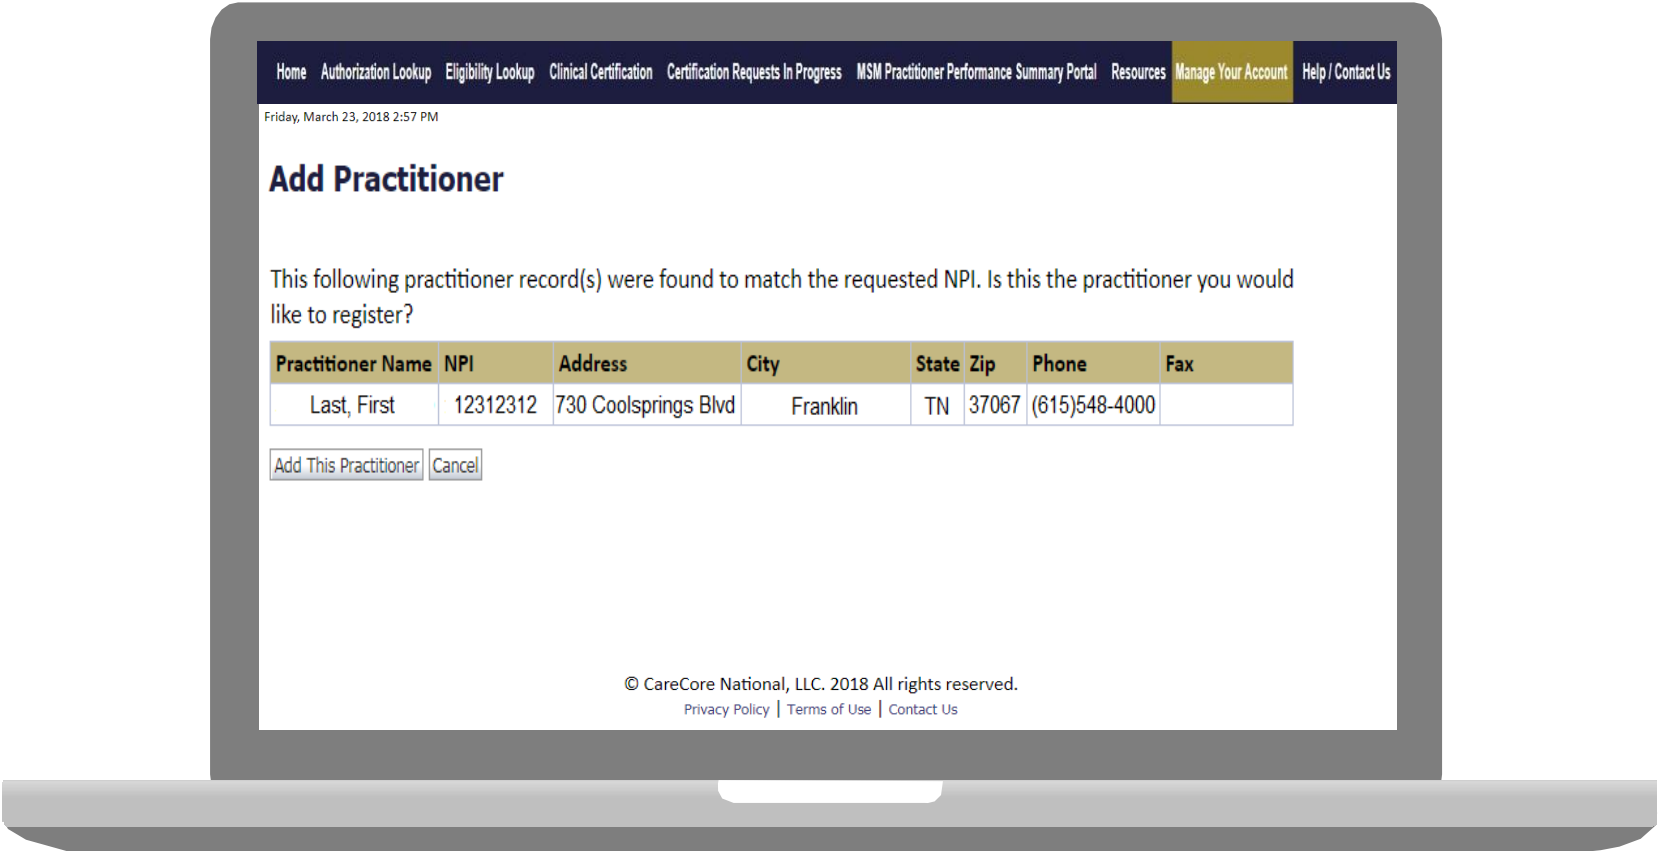 Home Authorization Lookup Eligibility Lookup Clinical Certification Certification Requests In Progress MSM Practitioner Performance Summary Portal Resources Manage Your Account Help / Contact Us
Friday, March 23, 2018 2:57 PM
Add Practitioner
This following practitioner record(s) were found to match the requested NPI. Is this the practitioner you would
like to register?
Practitioner Name NPI Address City State Zip Phone Fax
Last, First 12312312 730 Coolsprings Blvd Franklin TN 37067 (615)548-4000
Add This Practitioner Cancel
© CareCore National, LLC. 2018 All rights reserved.
Privacy Policy | Terms of Use | Contact Us